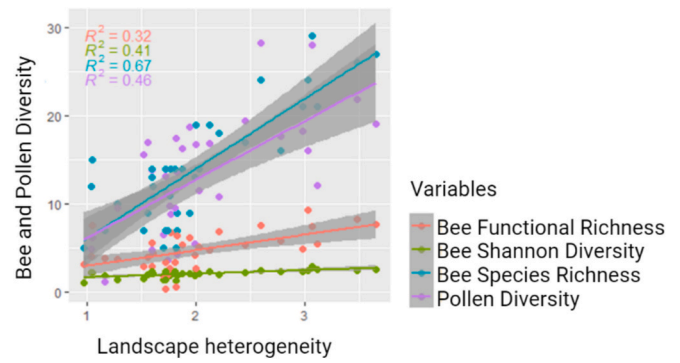 R² = 0.32
R² = 0.41
R² = 0.67
R² = 0.46
30
20
10
0
Bee and Pollen Diversity
1
2
3
Landscape heterogeneity
Variables
Bee Functional Richness
Bee Shannon Diversity
Bee Species Richness
Pollen Diversity